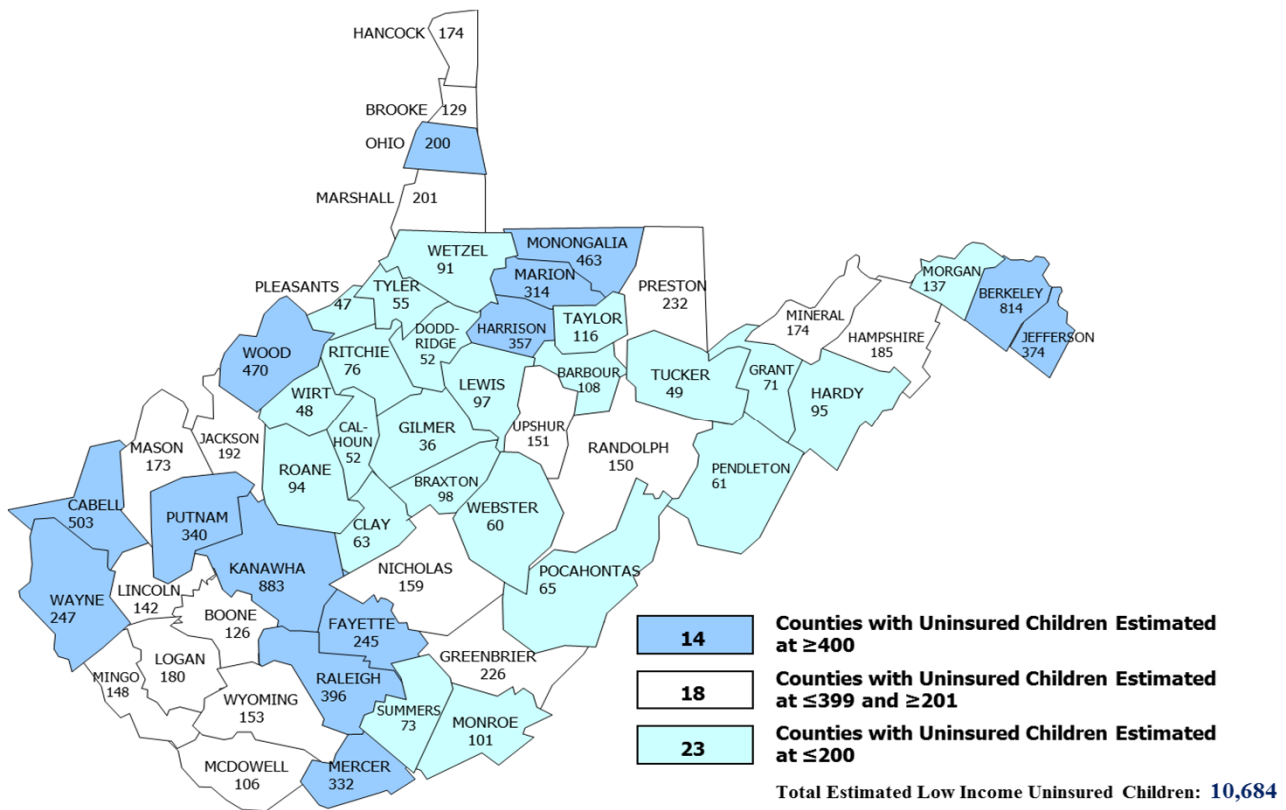 HANCOCK 174
BROOKE 129
OHIO 200
MARSHALL 201
WETZEL
91
MONONGALIA
463
MARION
314
PRESTON
232
PLEASANTS
47
TYLER
55
DODD-
RIDGE
52
HARRISON
357
TAYLOR
116
MORGAN
137
BERKELEY
814
JEFFERSON
374
MINERAL
174
HAMPSHIRE
185
WOOD
470
RITCHIE
76
WIRT
48
LEWIS
97
BARBOUR
108
TUCKER
49
GRANT
71
HARDY
95
CAL-
HOUN
52
GILMER
36
UPSHUR
151
RANDOLPH
150
PENDLETON
61
MASON
173
JACKSON
192
ROANE
94
BRAXTON
98
WEBSTER
60
CABELL
503
PUTNAM
340
CLAY
63
KANAWHA
883
NICHOLAS
159
POCAHONTAS
65
WAYNE
247
LINCOLN
142
BOONE
126
FAYETTE
245
GREENBRIER
226
MINGO
148
LOGAN
180
WYOMING
153
RALEIGH
396
SUMMERS
73
MONROE
101
MCDOWELL
106
MERCER
332
14 Counties with Uninsured Children Estimated
at ≥400
18 Counties with Uninsured Children Estimated
at ≤399 and ≥201
23 Counties with Uninsured Children Estimated
at ≤200
Total Estimated Low Income Uninsured Children: 10,684